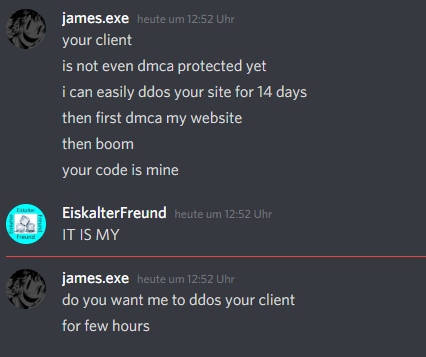 james.exe heute um 12:52 Uhr
your client
is not even dmca protected yet
i can easily ddos your site for 14 days
then first dmca my website
then boom
your code is mine
Eiskalter
Freund
EiskalterFreund heute um 12:52 Uhr
IT IS MY
james.exe heute um 12:52 Uhr
do you want me to ddos your client
for few hours